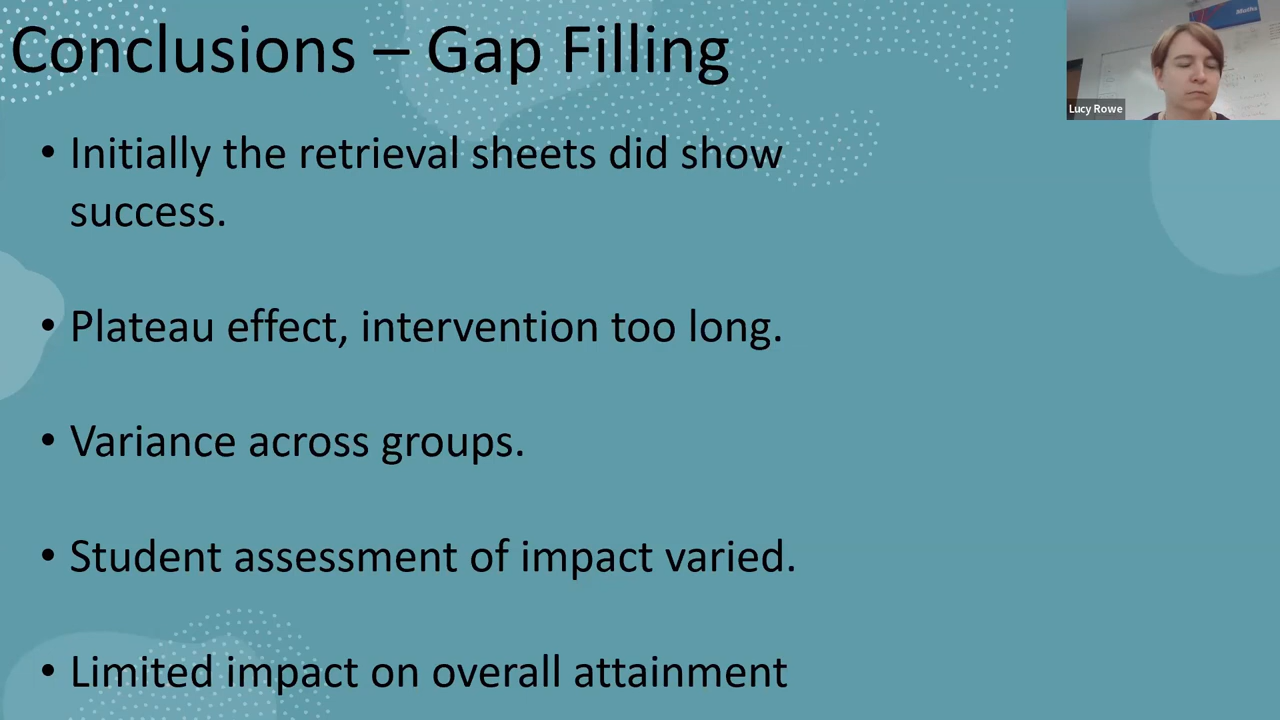 Conclusions – Gap Filling
Maths
Lucy Rowe
• Initially the retrieval sheets did show
success.
• Plateau effect, intervention too long.
• Variance across groups.
• Student assessment of impact varied.
• Limited impact on overall attainment